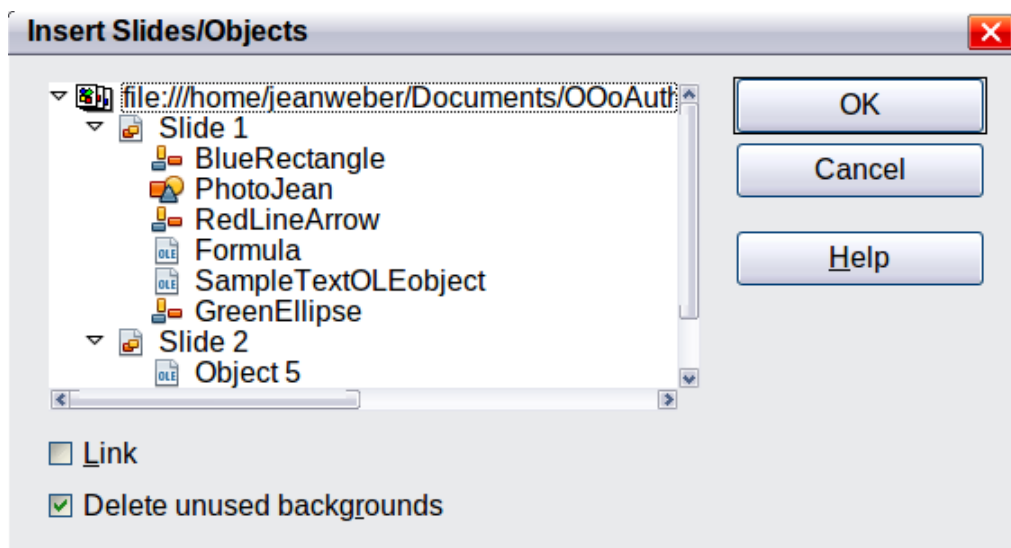 Insert Slides/Objects
file:///home/jeanweber/Documents/OOoAuth
Slide 1
BlueRectangle
PhotoJean
RedLineArrow
Formula
SampleTextOLEobject
GreenEllipse
Slide 2
Object 5
OK
Cancel
Help
Link
Delete unused backgrounds